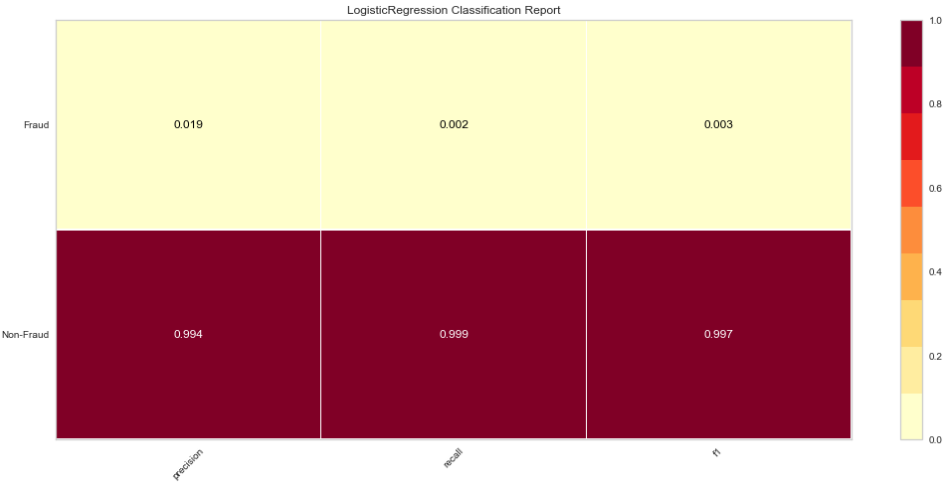 LogisticRegression Classification Report
Fraud
0.019 0.002 0.003
Non-Fraud
0.994 0.999 0.997
precision recall f1
1.0
0.8
0.6
0.4
0.2
0.0